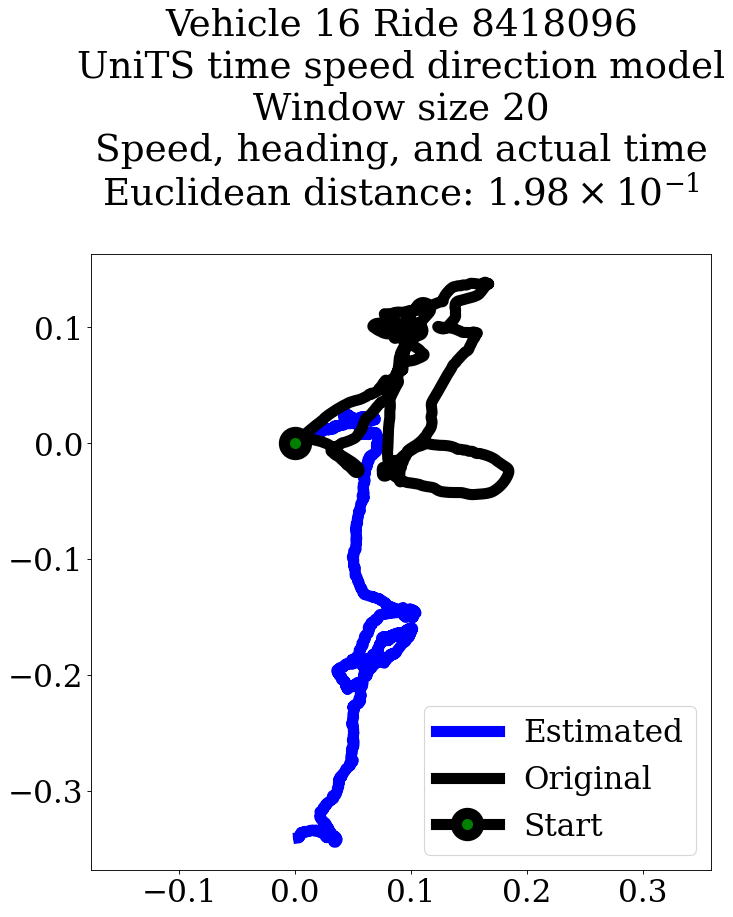 Vehicle 16 Ride 8418096
UniTS time speed direction model
Window size 20
Speed, heading, and actual time
Euclidean distance: 1.98 × 10⁻¹
0.1
0.0
−0.1
−0.2
−0.3
Estimated
Original
Start
−0.1 0.0 0.1 0.2 0.3